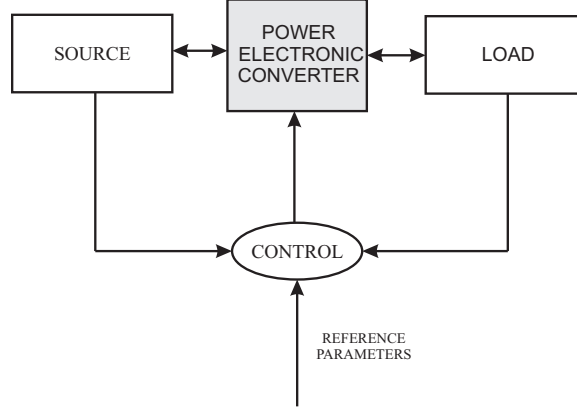 SOURCE
POWER
ELECTRONIC
CONVERTER
LOAD
CONTROL
REFERENCE
PARAMETERS